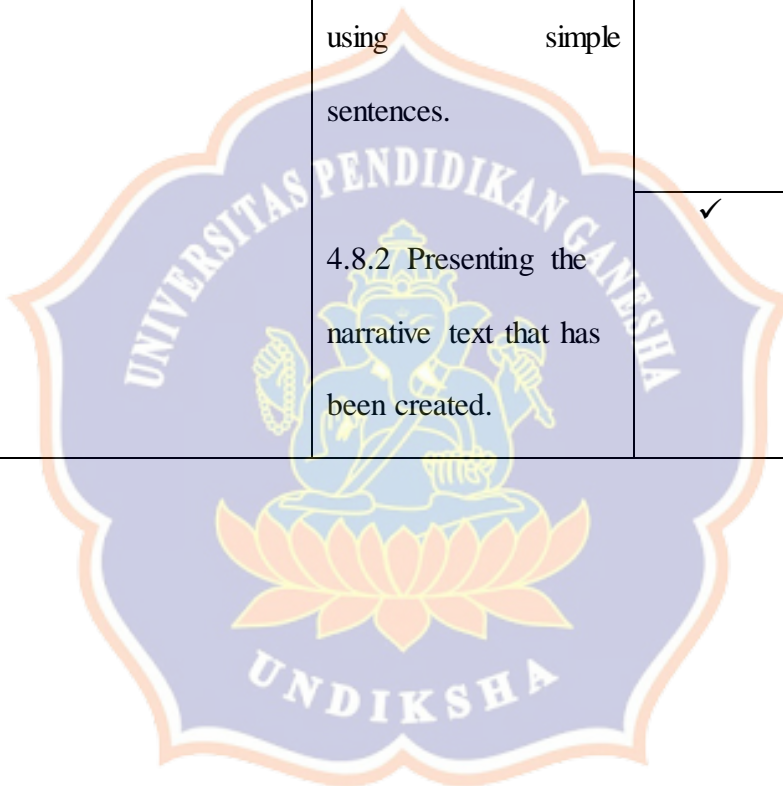 using simple
sentences.
UNIVERSITAS PENDIDIKAN GANESHA
✓
4.8.2 Presenting the
narrative text that has
been created.
UNDIKSHA